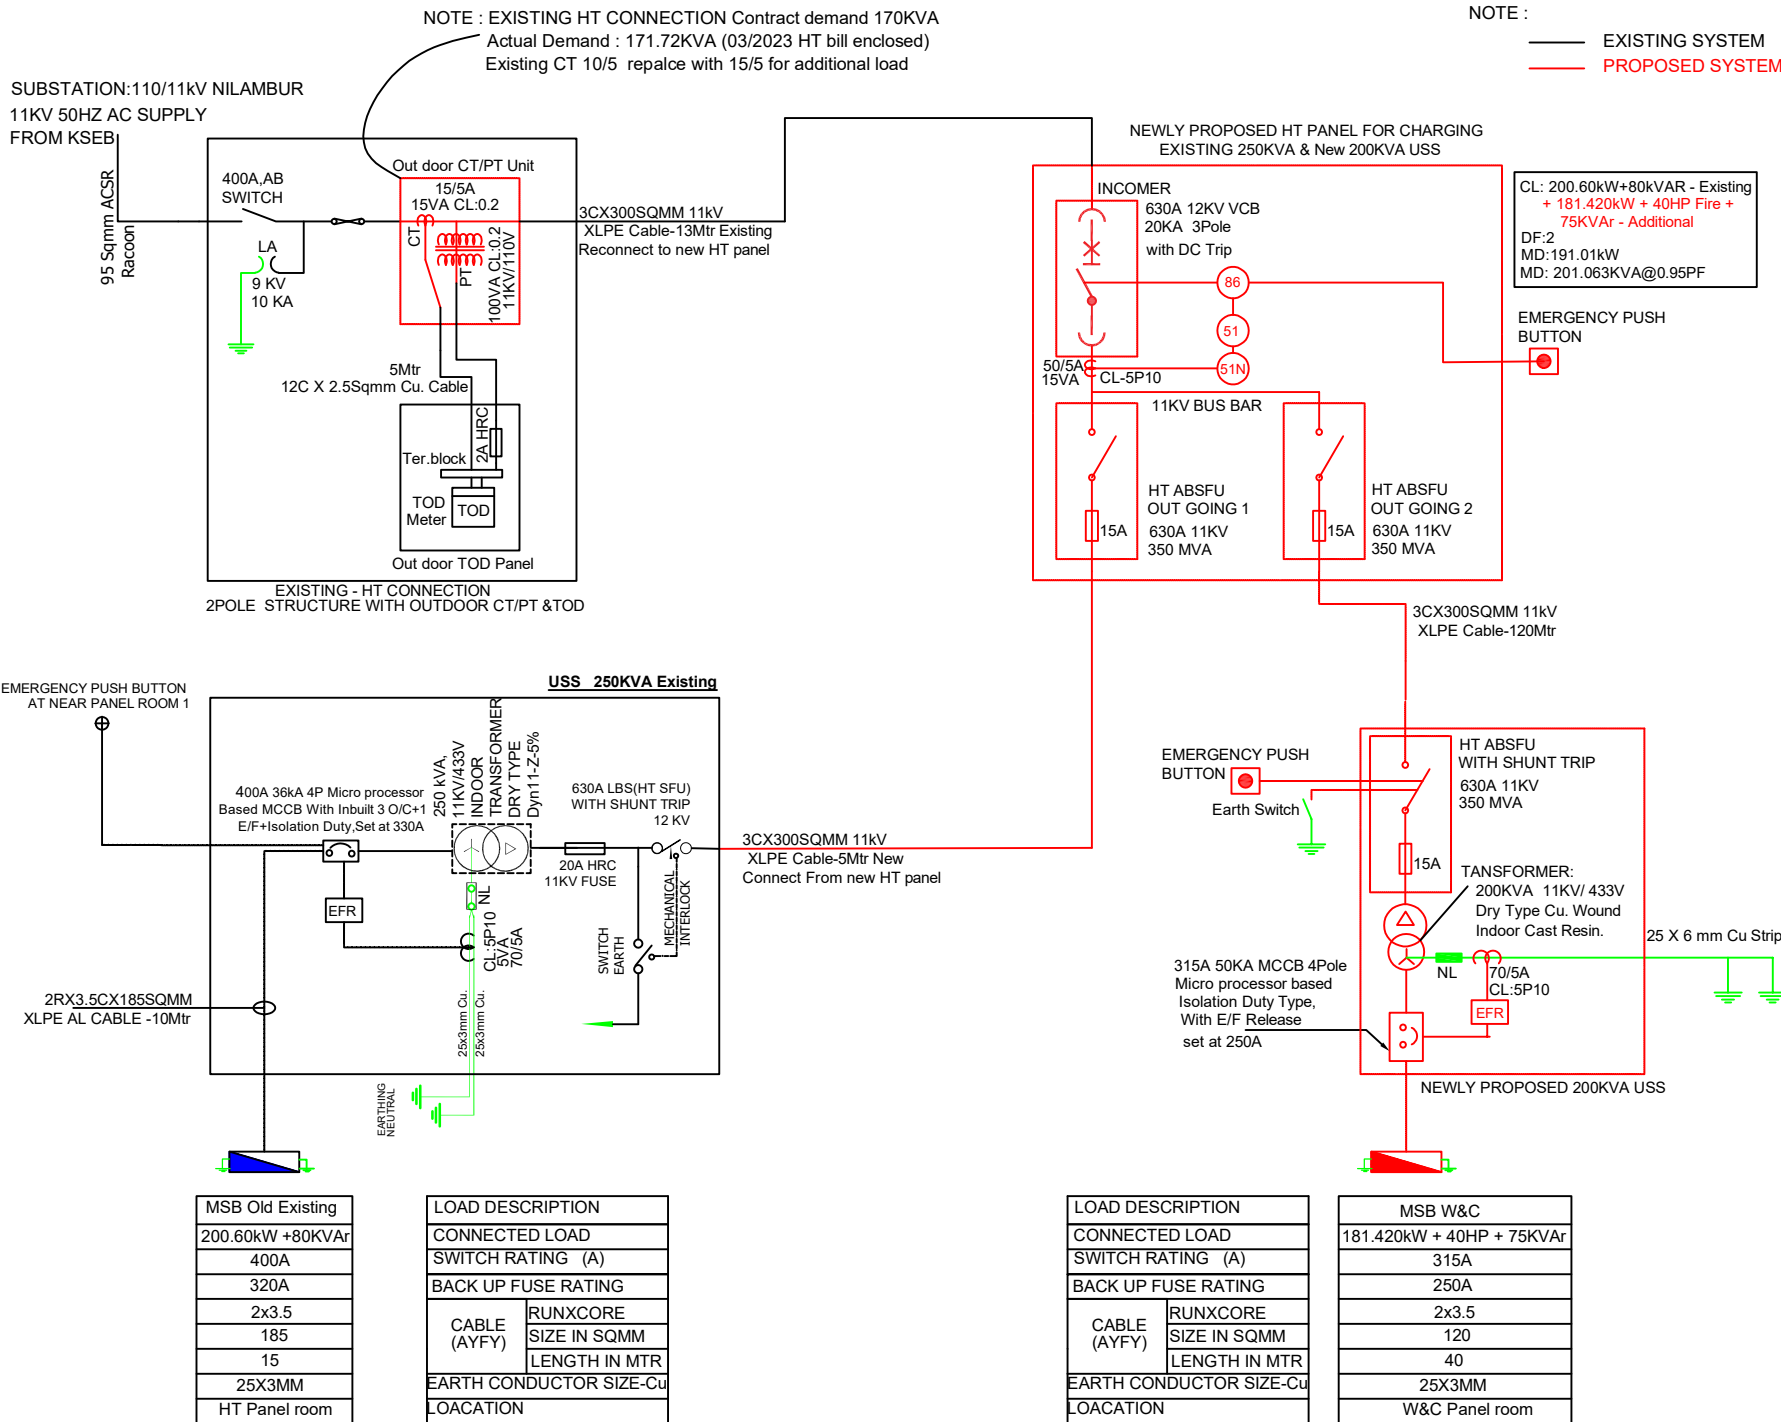 NOTE : EXISTING HT CONNECTION Contract demand 170KVA
Actual Demand : 171.72KVA (03/2023 HT bill enclosed)
Existing CT 10/5 repalce with 15/5 for additional load
NOTE :
EXISTING SYSTEM
PROPOSED SYSTEM
SUBSTATION:110/11kV NILAMBUR
11KV 50HZ AC SUPPLY
FROM KSEB
95 Sqmm ACSR
Racoon
400A,AB
SWITCH
LA
9 KV
10 KA
Out door CT/PT Unit
15/5A
15VA CL:0.2
CT
PT
100VA CL:0.2
11KV/110V
3CX300SQMM 11kV
XLPE Cable-13Mtr Existing
Reconnect to new HT panel
5Mtr
12C X 2.5Sqmm Cu. Cable
2A HRC
Ter.block
TOD
Meter
TOD
Out door TOD Panel
EXISTING - HT CONNECTION
2POLE STRUCTURE WITH OUTDOOR CT/PT &TOD
NEWLY PROPOSED HT PANEL FOR CHARGING
EXISTING 250KVA & New 200KVA USS
INCOMER
630A 12KV VCB
20KA 3Pole
with DC Trip
86
51
51N
50/5A
15VA
CL-5P10
11KV BUS BAR
HT ABSFU
OUT GOING 1
630A 11KV
350 MVA
15A
HT ABSFU
OUT GOING 2
630A 11KV
350 MVA
15A
CL: 200.60kW+80kVAR - Existing
+ 181.420kW + 40HP Fire +
75KVAr - Additional
DF:2
MD:191.01kW
MD: 201.063KVA@0.95PF
EMERGENCY PUSH
BUTTON
3CX300SQMM 11kV
XLPE Cable-120Mtr
EMERGENCY PUSH BUTTON
AT NEAR PANEL ROOM 1
USS 250KVA Existing
400A 36kA 4P Micro processor
Based MCCB With Inbuilt 3 O/C+1
E/F+Isolation Duty,Set at 330A
250 kVA,
11KV/433V
INDOOR
TRANSFORMER
DRY TYPE
Dyn11-Z-5%
630A LBS(HT SFU)
WITH SHUNT TRIP
12 KV
20A HRC
11KV FUSE
MECHANICAL
INTERLOCK
SWITCH
EARTH
EFR
NL
CL:5P10
5VA
70/5A
25x3mm Cu.
25x3mm Cu.
EARTHING
NEUTRAL
2RX3.5CX185SQMM
XLPE AL CABLE -10Mtr
3CX300SQMM 11kV
XLPE Cable-5Mtr New
Connect From new HT panel
EMERGENCY PUSH
BUTTON
Earth Switch
HT ABSFU
WITH SHUNT TRIP
630A 11KV
350 MVA
15A
TANSFORMER:
200KVA 11KV/ 433V
Dry Type Cu. Wound
Indoor Cast Resin.
25 X 6 mm Cu Strip
NL
70/5A
CL:5P10
EFR
315A 50KA MCCB 4Pole
Micro processor based
Isolation Duty Type,
With E/F Release
set at 250A
NEWLY PROPOSED 200KVA USS
MSB Old Existing
200.60kW +80KVAr
400A
320A
2x3.5
185
15
25X3MM
HT Panel room
LOAD DESCRIPTION
CONNECTED LOAD
SWITCH RATING (A)
BACK UP FUSE RATING
CABLE
(AYFY)
RUNXCORE
SIZE IN SQMM
LENGTH IN MTR
EARTH CONDUCTOR SIZE-Cu
LOACATION
LOAD DESCRIPTION
CONNECTED LOAD
SWITCH RATING (A)
BACK UP FUSE RATING
CABLE
(AYFY)
RUNXCORE
SIZE IN SQMM
LENGTH IN MTR
EARTH CONDUCTOR SIZE-Cu
LOACATION
MSB W&C
181.420kW + 40HP + 75KVAr
315A
250A
2x3.5
120
40
25X3MM
W&C Panel room